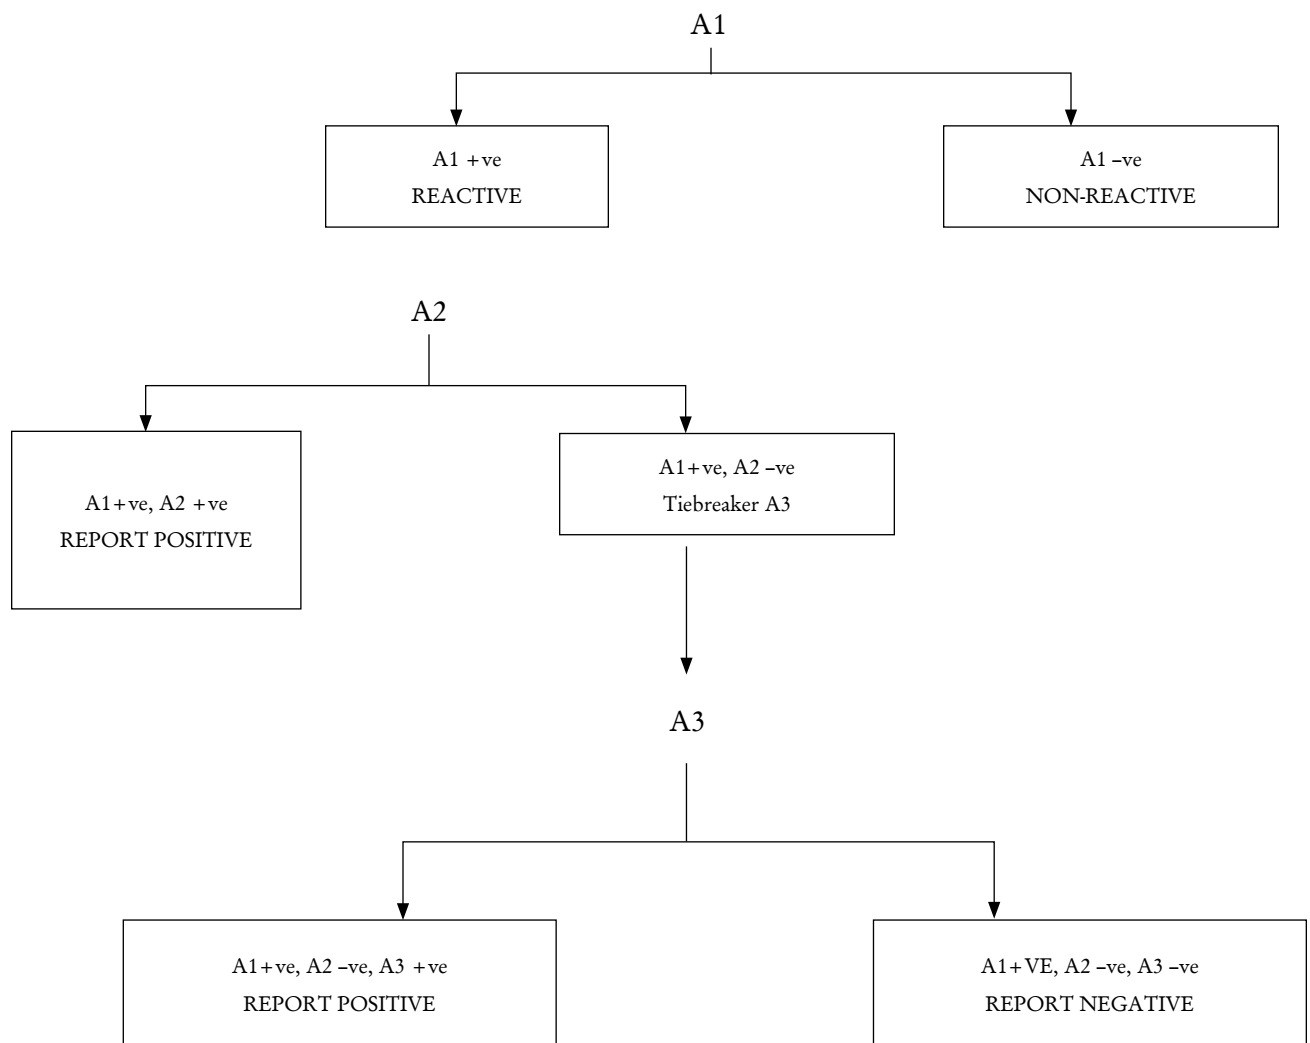 A1
A1 +ve
REACTIVE
A1 –ve
NON-REACTIVE
A2
A1+ve, A2 +ve
REPORT POSITIVE
A1+ve, A2 –ve
Tiebreaker A3
A3
A1+ve, A2 –ve, A3 +ve
REPORT POSITIVE
A1+VE, A2 –ve, A3 –ve
REPORT NEGATIVE